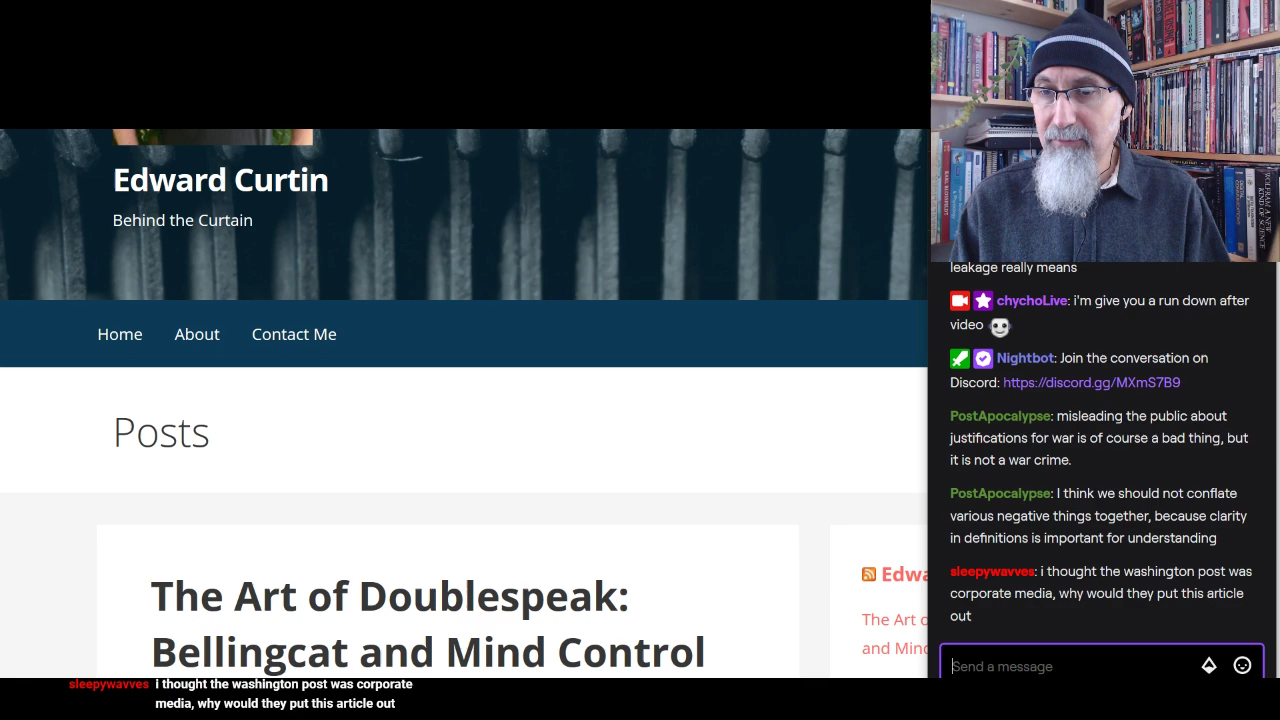 Edward Curtin
Behind the Curtain
Home
About
Contact Me
Posts
The Art of Doublespeak:
Bellingcat and Mind Control
Edwa
The Art o
and Mind
leakage really means
chychoLive: i'm give you a run down after
video
Nightbot: Join the conversation on
Discord: https://discord.gg/MXmS7B9
PostApocalypse: misleading the public about
justifications for war is of course a bad thing, but
it is not a war crime.
PostApocalypse: I think we should not conflate
various negative things together, because clarity
in definitions is important for understanding
sleepywavves: i thought the washington post was
corporate media, why would they put this article
out
Send a message
sleepywavves i thought the washington post was corporate
media, why would they put this article out
WOLFRAM A NEW
KIND OF SCIENCE